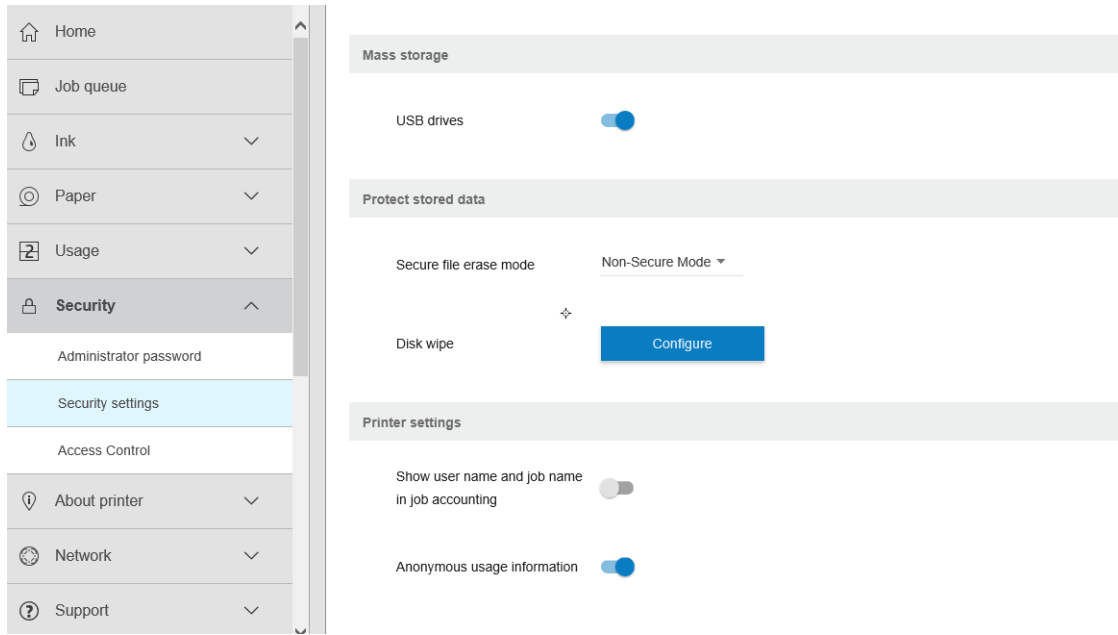 Home
Job queue
Ink
Paper
Usage
Security
Administrator password
Security settings
Access Control
About printer
Network
Support
Mass storage
USB drives
Protect stored data
Secure file erase mode
Non-Secure Mode
Disk wipe
Configure
Printer settings
Show user name and job name
in job accounting
Anonymous usage information